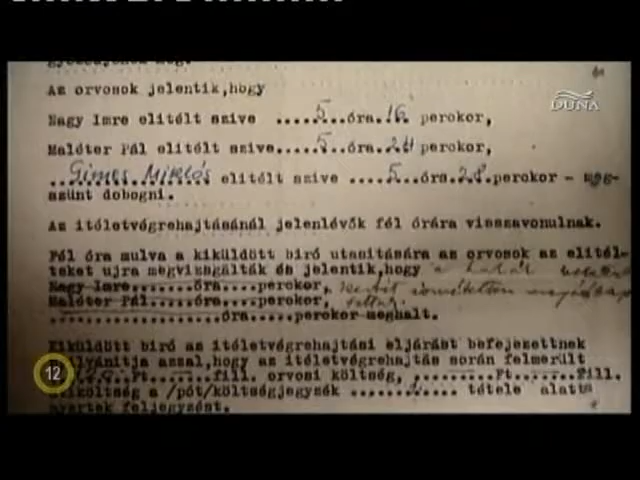 DUNA
Az orvosok jelentik,hogy
Nagy Imre elitélt szive .....5...óra.16. perckor,
Maléter Pál elitélt szive.....5...óra.24 perckor,
...Gimes Miklós elitélt szive ...5...óra.28.perckor - meg-
szünt dobogni.
Az itéletvégrehajtásánál jelenlévők fél órára visszavonulnak.
Fél óra mulva a kiküldött biró utasitására az orvosok az elitél-
teket ujra megvizsgálták és jelentik,hogy a halál
Nagy Imre......óra....perckor,
Maléter Pál....óra....perckor,
................óra....perckor meghalt.
Kiküldött biró az itéletvégrehajtási eljárást befejezettnek
azzal,hogy az itéletvégrehajtás során felmerült
Ft......fill. orvosi költség, ........Ft......fill.
a /pót/költségjegyzék ........... tétele alatt
nyertek feljegyzést.
12